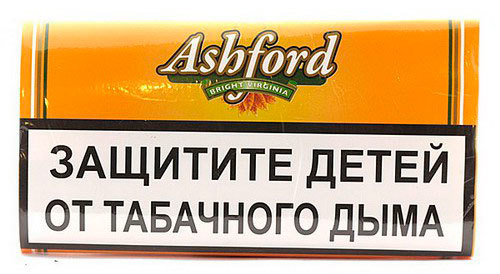 Ashford
BRIGHT VIRGINIA
ЗАЩИТИТЕ ДЕТЕЙ
ОТ ТАБАЧНОГО ДЫМА